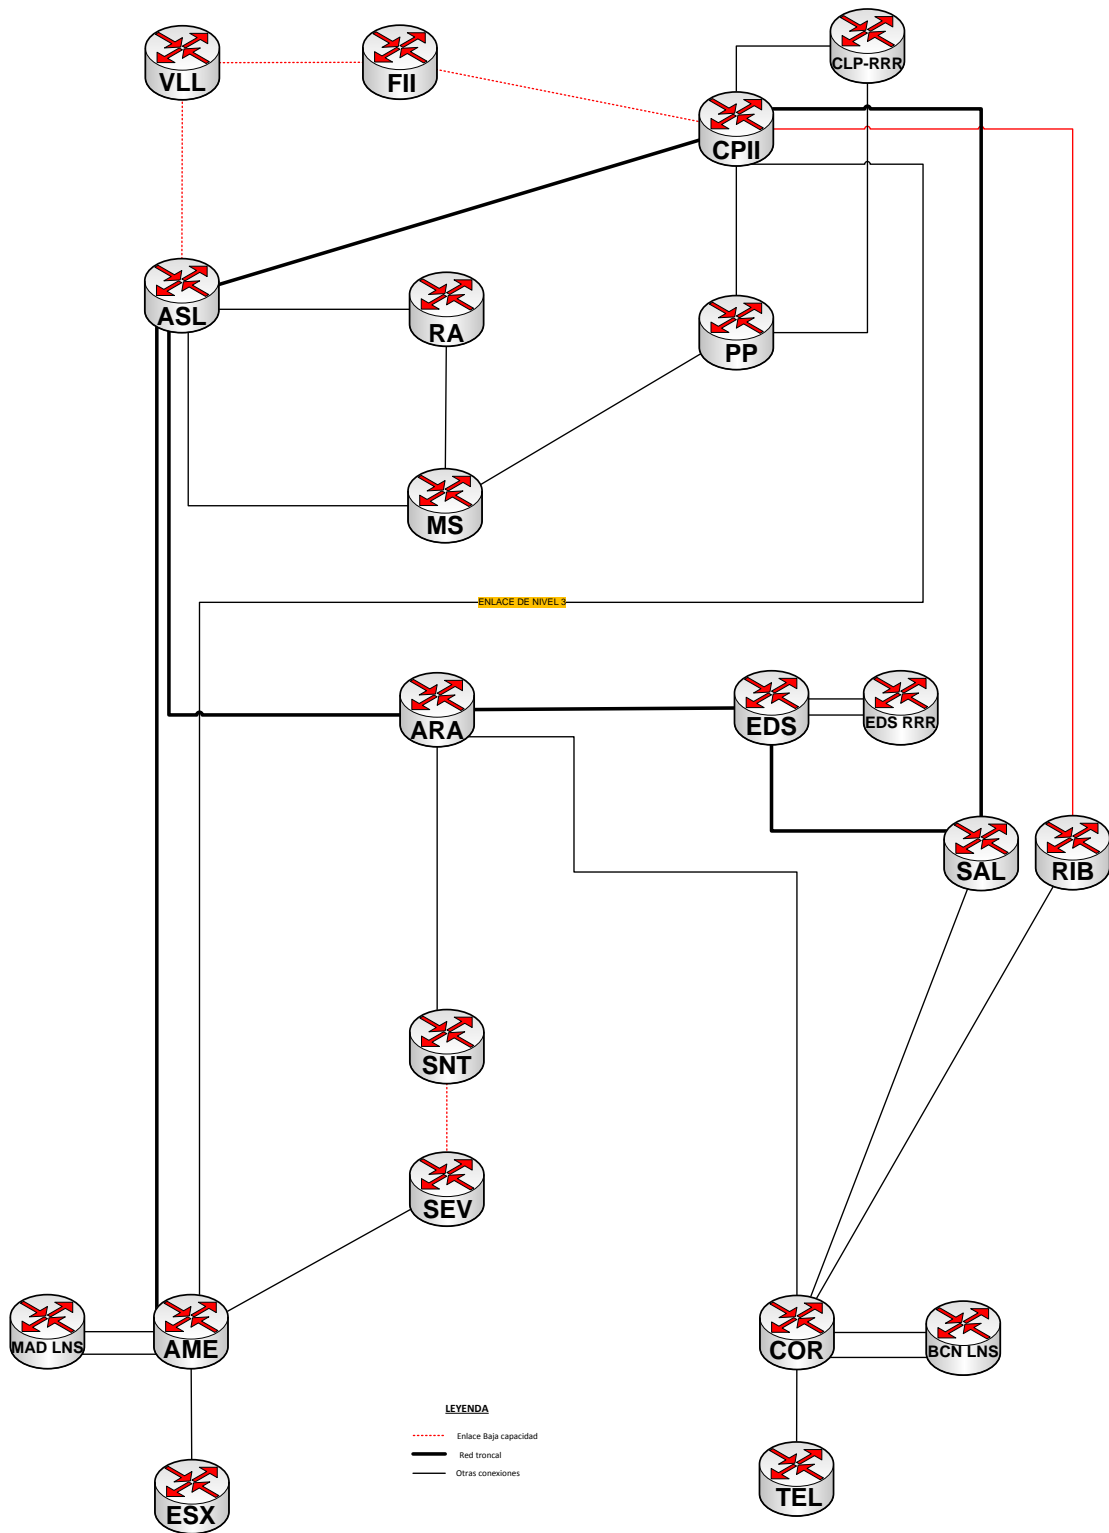 CLP-RRR
VLL
FII
CPII
ASL
RA
PP
MS
ENLACE DE NIVEL 3
ARA
EDS
EDS RRR
SAL
RIB
SNT
SEV
MAD LNS
AME
COR
BCN LNS
LEYENDA
Enlace Baja capacidad
Red troncal
Otras conexiones
ESX
TEL